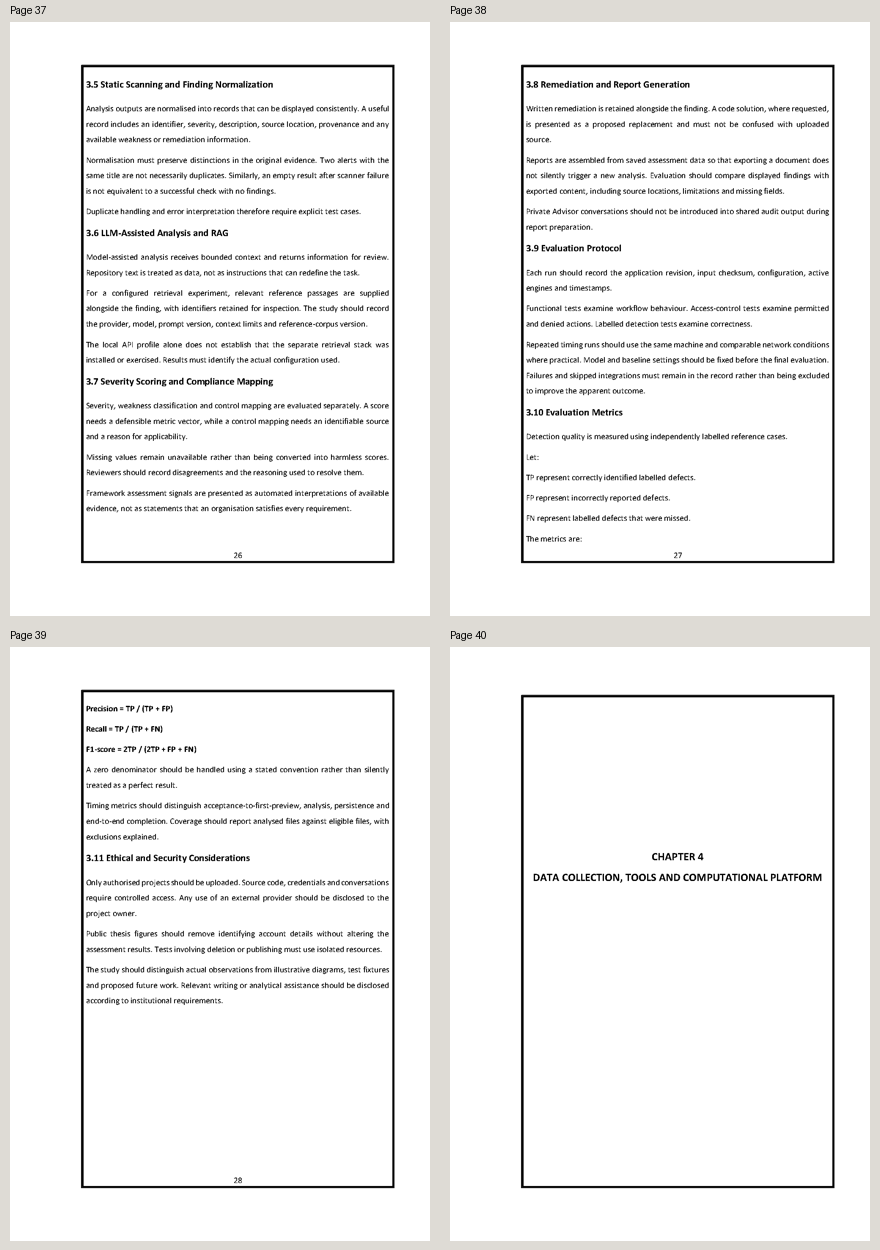 Page 37
3.5 Static Scanning and Finding Normalization
Analysis outputs are normalised into records that can be displayed consistently. A useful
record includes an identifier, severity, description, source location, provenance and any
available weakness or remediation information.
Normalisation must preserve distinctions in the original evidence. Two alerts with the
same title are not necessarily duplicates. Similarly, an empty result after scanner failure
is not equivalent to a successful check with no findings.
Duplicate handling and error interpretation therefore require explicit test cases.
3.6 LLM-Assisted Analysis and RAG
Model-assisted analysis receives bounded context and returns information for review.
Repository text is treated as data, not as instructions that can redefine the task.
For a configured retrieval experiment, relevant reference passages are supplied
alongside the finding, with identifiers retained for inspection. The study should record
the provider, model, prompt version, context limits and reference-corpus version.
The local API profile alone does not establish that the separate retrieval stack was
installed or exercised. Results must identify the actual configuration used.
3.7 Severity Scoring and Compliance Mapping
Severity, weakness classification and control mapping are evaluated separately. A score
needs a defensible metric vector, while a control mapping needs an identifiable source
and a reason for applicability.
Missing values remain unavailable rather than being converted into harmless scores.
Reviewers should record disagreements and the reasoning used to resolve them.
Framework assessment signals are presented as automated interpretations of available
evidence, not as statements that an organisation satisfies every requirement.
26
Page 38
3.8 Remediation and Report Generation
Written remediation is retained alongside the finding. A code solution, where requested,
is presented as a proposed replacement and must not be confused with uploaded
source.
Reports are assembled from saved assessment data so that exporting a document does
not silently trigger a new analysis. Evaluation should compare displayed findings with
exported content, including source locations, limitations and missing fields.
Private Advisor conversations should not be introduced into shared audit output during
report preparation.
3.9 Evaluation Protocol
Each run should record the application revision, input checksum, configuration, active
engines and timestamps.
Functional tests examine workflow behaviour. Access-control tests examine permitted
and denied actions. Labelled detection tests examine correctness.
Repeated timing runs should use the same machine and comparable network conditions
where practical. Model and baseline settings should be fixed before the final evaluation.
Failures and skipped integrations must remain in the record rather than being excluded
to improve the apparent outcome.
3.10 Evaluation Metrics
Detection quality is measured using independently labelled reference cases.
Let:
TP represent correctly identified labelled defects.
FP represent incorrectly reported defects.
FN represent labelled defects that were missed.
The metrics are:
27
Page 39
Precision = TP / (TP + FP)
Recall = TP / (TP + FN)
F1-score = 2TP / (2TP + FP + FN)
A zero denominator should be handled using a stated convention rather than silently
treated as a perfect result.
Timing metrics should distinguish acceptance-to-first-preview, analysis, persistence and
end-to-end completion. Coverage should report analysed files against eligible files, with
exclusions explained.
3.11 Ethical and Security Considerations
Only authorised projects should be uploaded. Source code, credentials and conversations
require controlled access. Any use of an external provider should be disclosed to the
project owner.
Public thesis figures should remove identifying account details without altering the
assessment results. Tests involving deletion or publishing must use isolated resources.
The study should distinguish actual observations from illustrative diagrams, test fixtures
and proposed future work. Relevant writing or analytical assistance should be disclosed
according to institutional requirements.
28
Page 40
CHAPTER 4
DATA COLLECTION, TOOLS AND COMPUTATIONAL PLATFORM